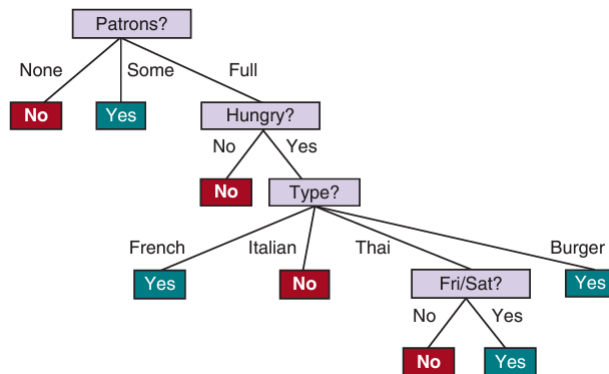 Patrons?
None Some Full
No Yes Hungry?
No Yes
No Type?
French Italian Thai Burger
Yes No Fri/Sat? Yes
No Yes
No Yes